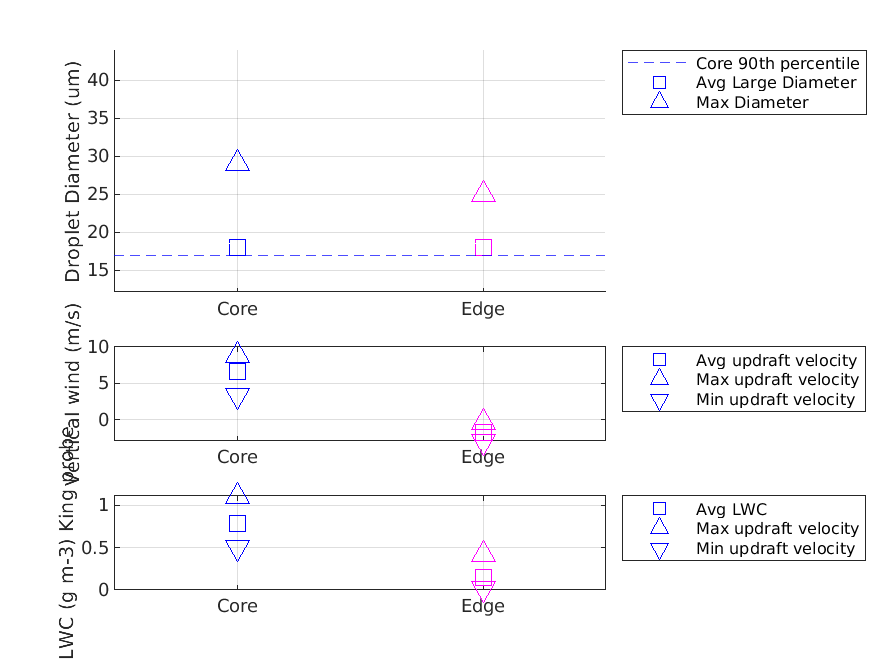 Droplet Diameter (um)
40
35
30
25
20
15
Core
Edge
Core 90th percentile
Avg Large Diameter
Max Diameter
Vertical wind (m/s)
10
5
0
Core
Edge
Avg updraft velocity
Max updraft velocity
Min updraft velocity
LWC (g m-3) King probe
1
0.5
0
Core
Edge
Avg LWC
Max updraft velocity
Min updraft velocity